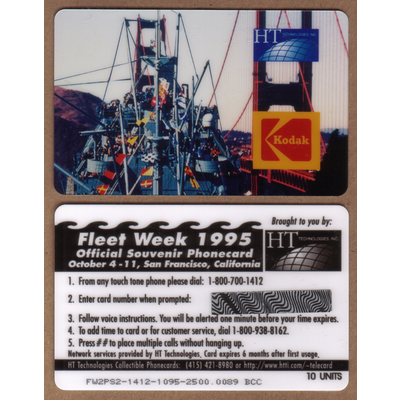 HT TECHNOLOGIES, INC.
Kodak
Brought to you by:
Fleet Week 1995
Official Souvenir Phonecard
October 4 -11, San Francisco, California
HT TECHNOLOGIES, INC.
1. From any touch tone phone please dial: 1-800-700-1412
2. Enter card number when prompted:
3. Follow voice instructions. You will be alerted one minute before your time expires.
4. To add time to card or for customer service, dial 1-800-938-8162.
5. Press ## to place multiple calls without hanging up.
Network services provided by HT Technologies. Card expires 6 months after first usage.
HT Technologies Collectible Phonecards: (415) 421-8980 or http://www.htti.com/~telecard
10 UNITS
FW2PS2-1412-1095-2500.0089 BCC